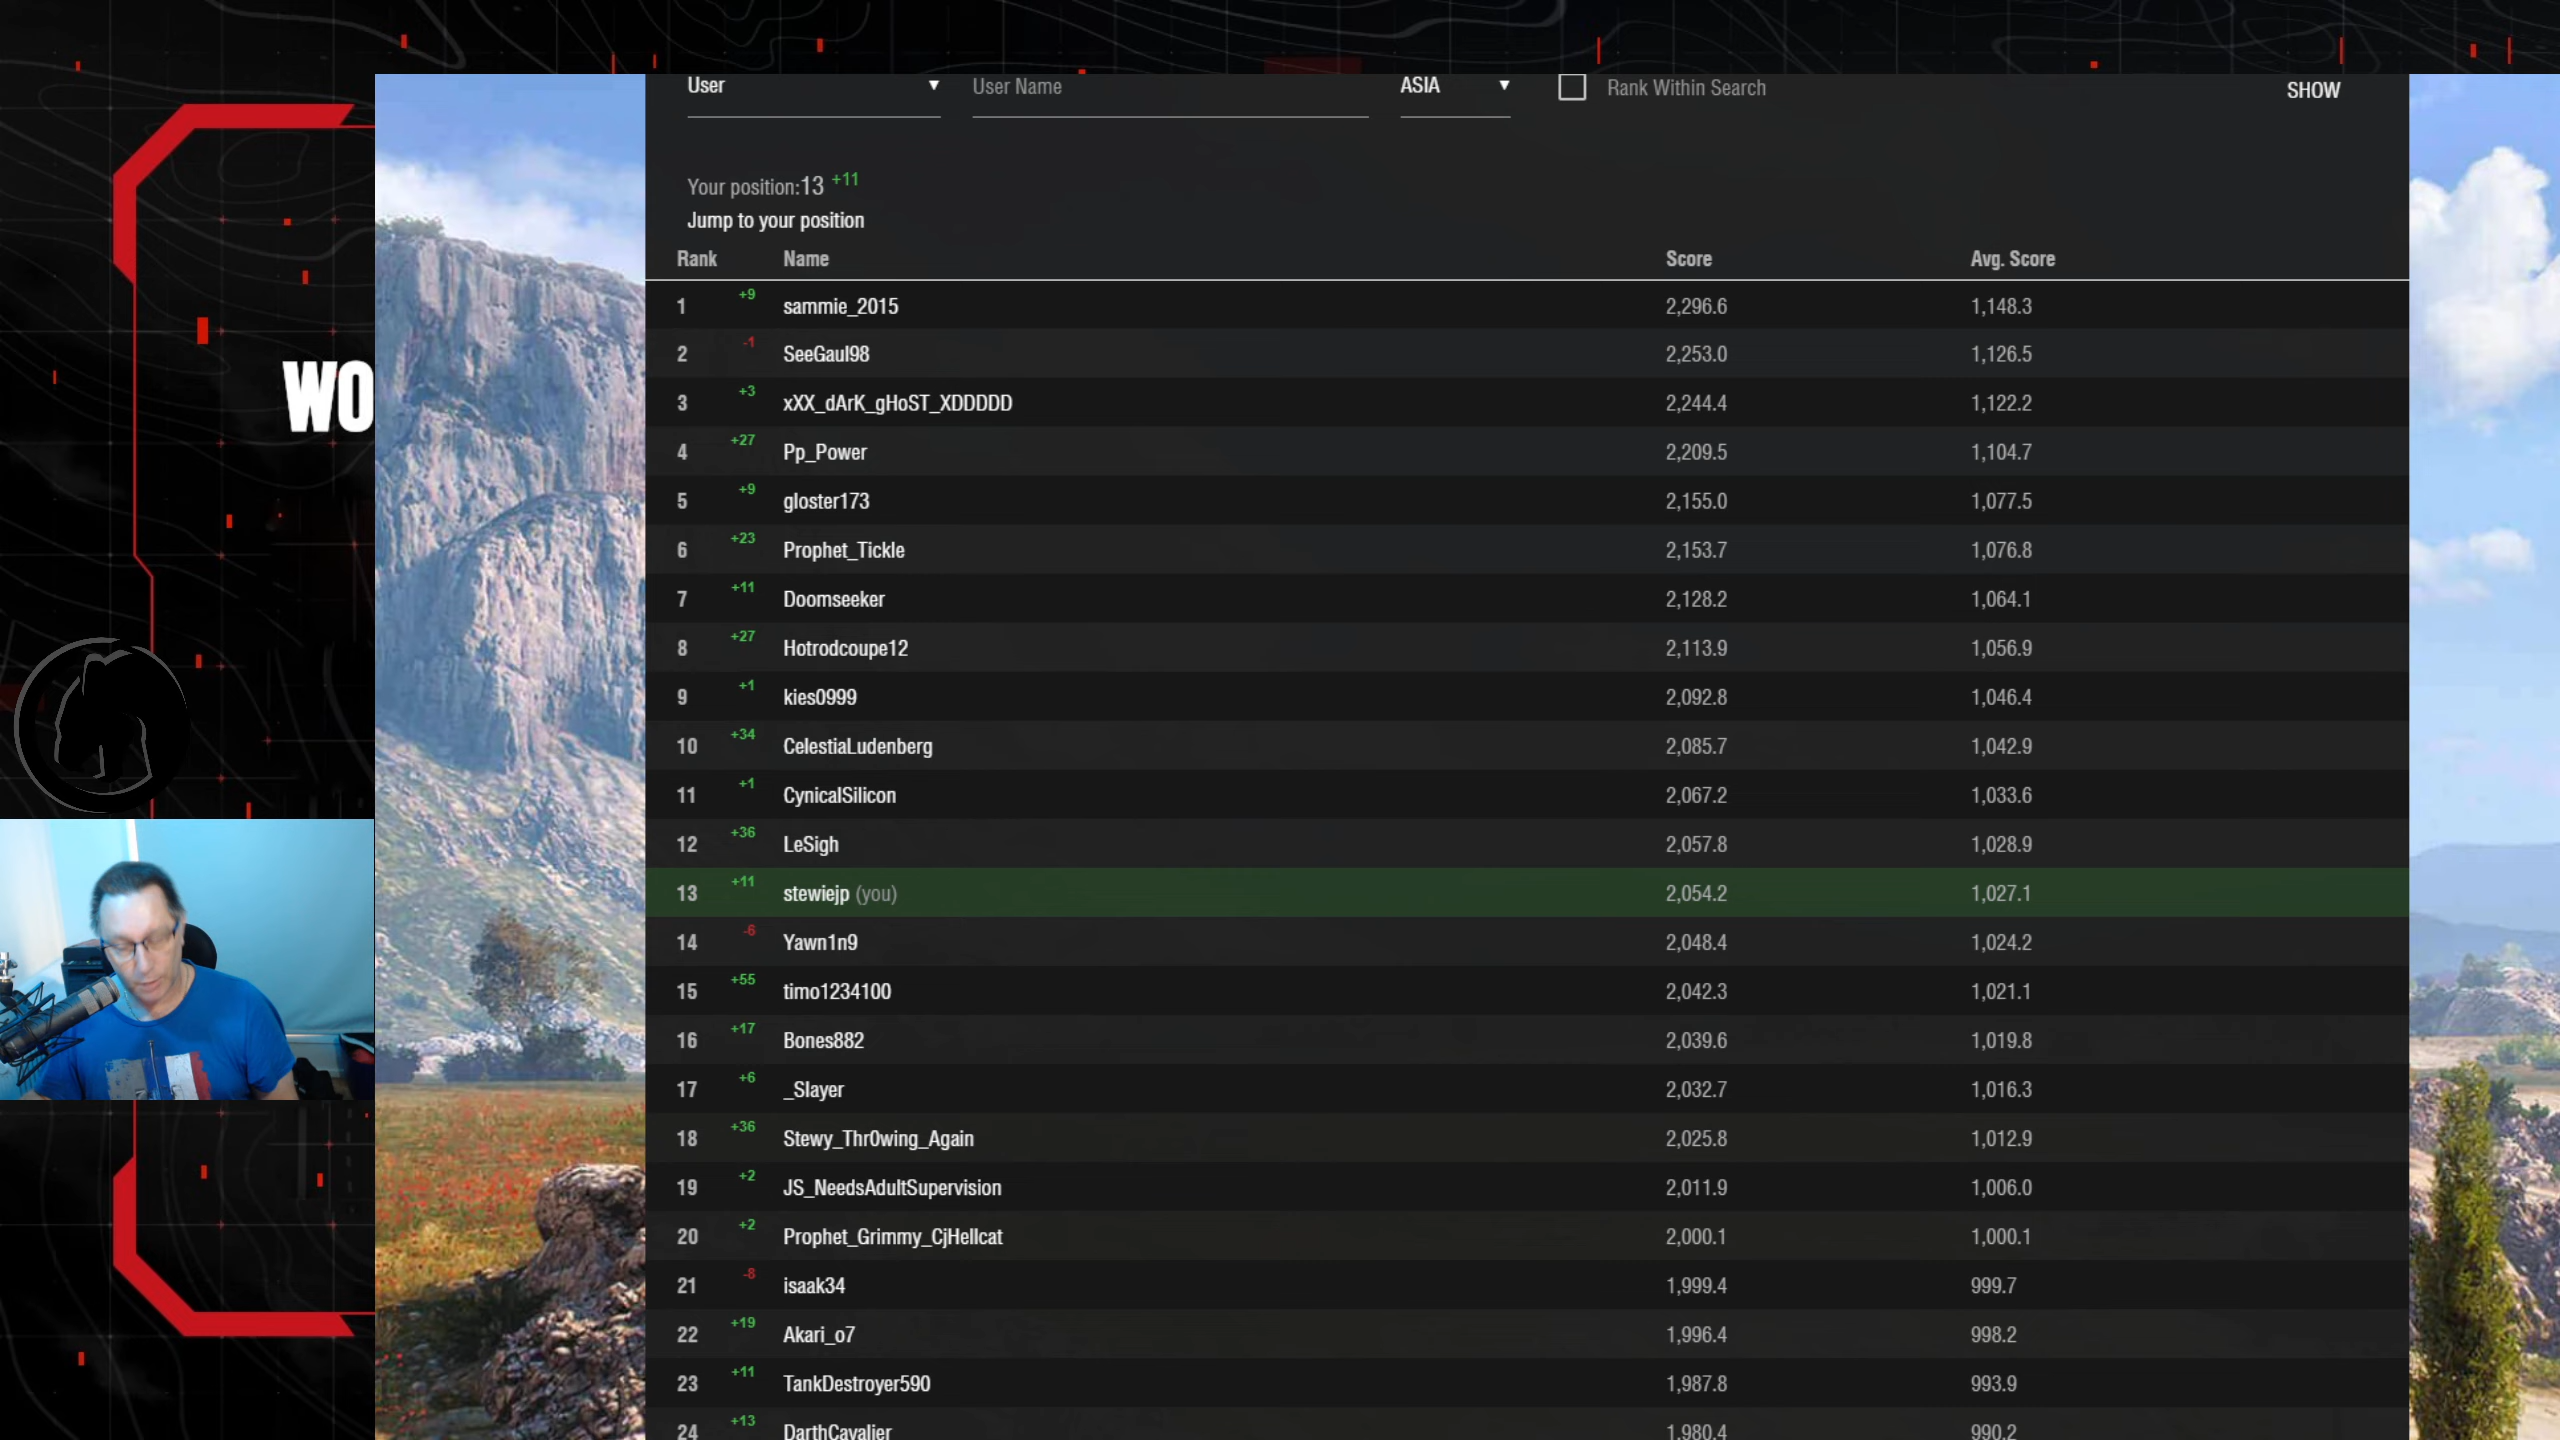 User ▼ User Name ASIA ▼ Rank Within Search SHOW
Your position:13 +11
Jump to your position
Rank Name Score Avg. Score
1 +9 sammie_2015 2,296.6 1,148.3
2 -1 SeeGaul98 2,253.0 1,126.5
3 +3 xXX_dArK_gHoST_XDDDDD 2,244.4 1,122.2
WO
4 +27 Pp_Power 2,209.5 1,104.7
5 +9 gloster173 2,155.0 1,077.5
6 +23 Prophet_Tickle 2,153.7 1,076.8
7 +11 Doomseeker 2,128.2 1,064.1
8 +27 Hotrodcoupe12 2,113.9 1,056.9
9 +1 kies0999 2,092.8 1,046.4
10 +34 CelestiaLudenberg 2,085.7 1,042.9
11 +1 CynicalSilicon 2,067.2 1,033.6
12 +36 LeSigh 2,057.8 1,028.9
13 +11 stewiejp (you) 2,054.2 1,027.1
14 -6 Yawn1n9 2,048.4 1,024.2
15 +55 timo1234100 2,042.3 1,021.1
16 +17 Bones882 2,039.6 1,019.8
17 +6 _Slayer 2,032.7 1,016.3
18 +36 Stewy_Thr0wing_Again 2,025.8 1,012.9
19 +2 JS_NeedsAdultSupervision 2,011.9 1,006.0
20 +2 Prophet_Grimmy_CjHellcat 2,000.1 1,000.1
21 -8 isaak34 1,999.4 999.7
22 +19 Akari_o7 1,996.4 998.2
23 +11 TankDestroyer590 1,987.8 993.9
24 +13 DarthCavalier 1,980.4 990.2